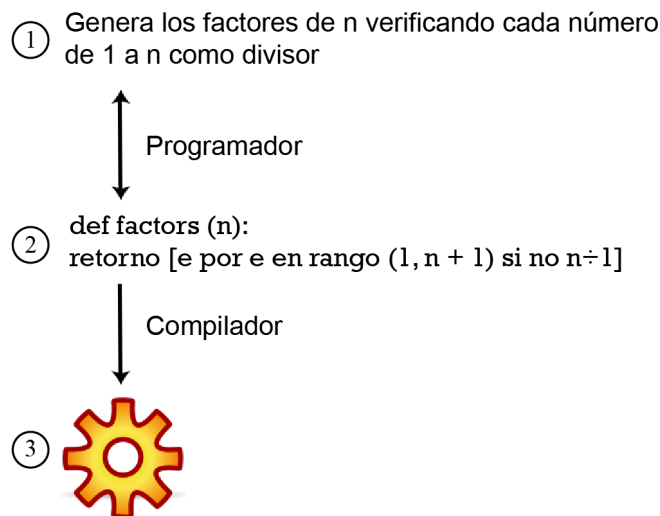 1 Genera los factores de n verificando cada número
de 1 a n como divisor
Programador
def factors (n):
2
retorno [e por e en rango (1, n + 1) si no n÷1]
Compilador
3